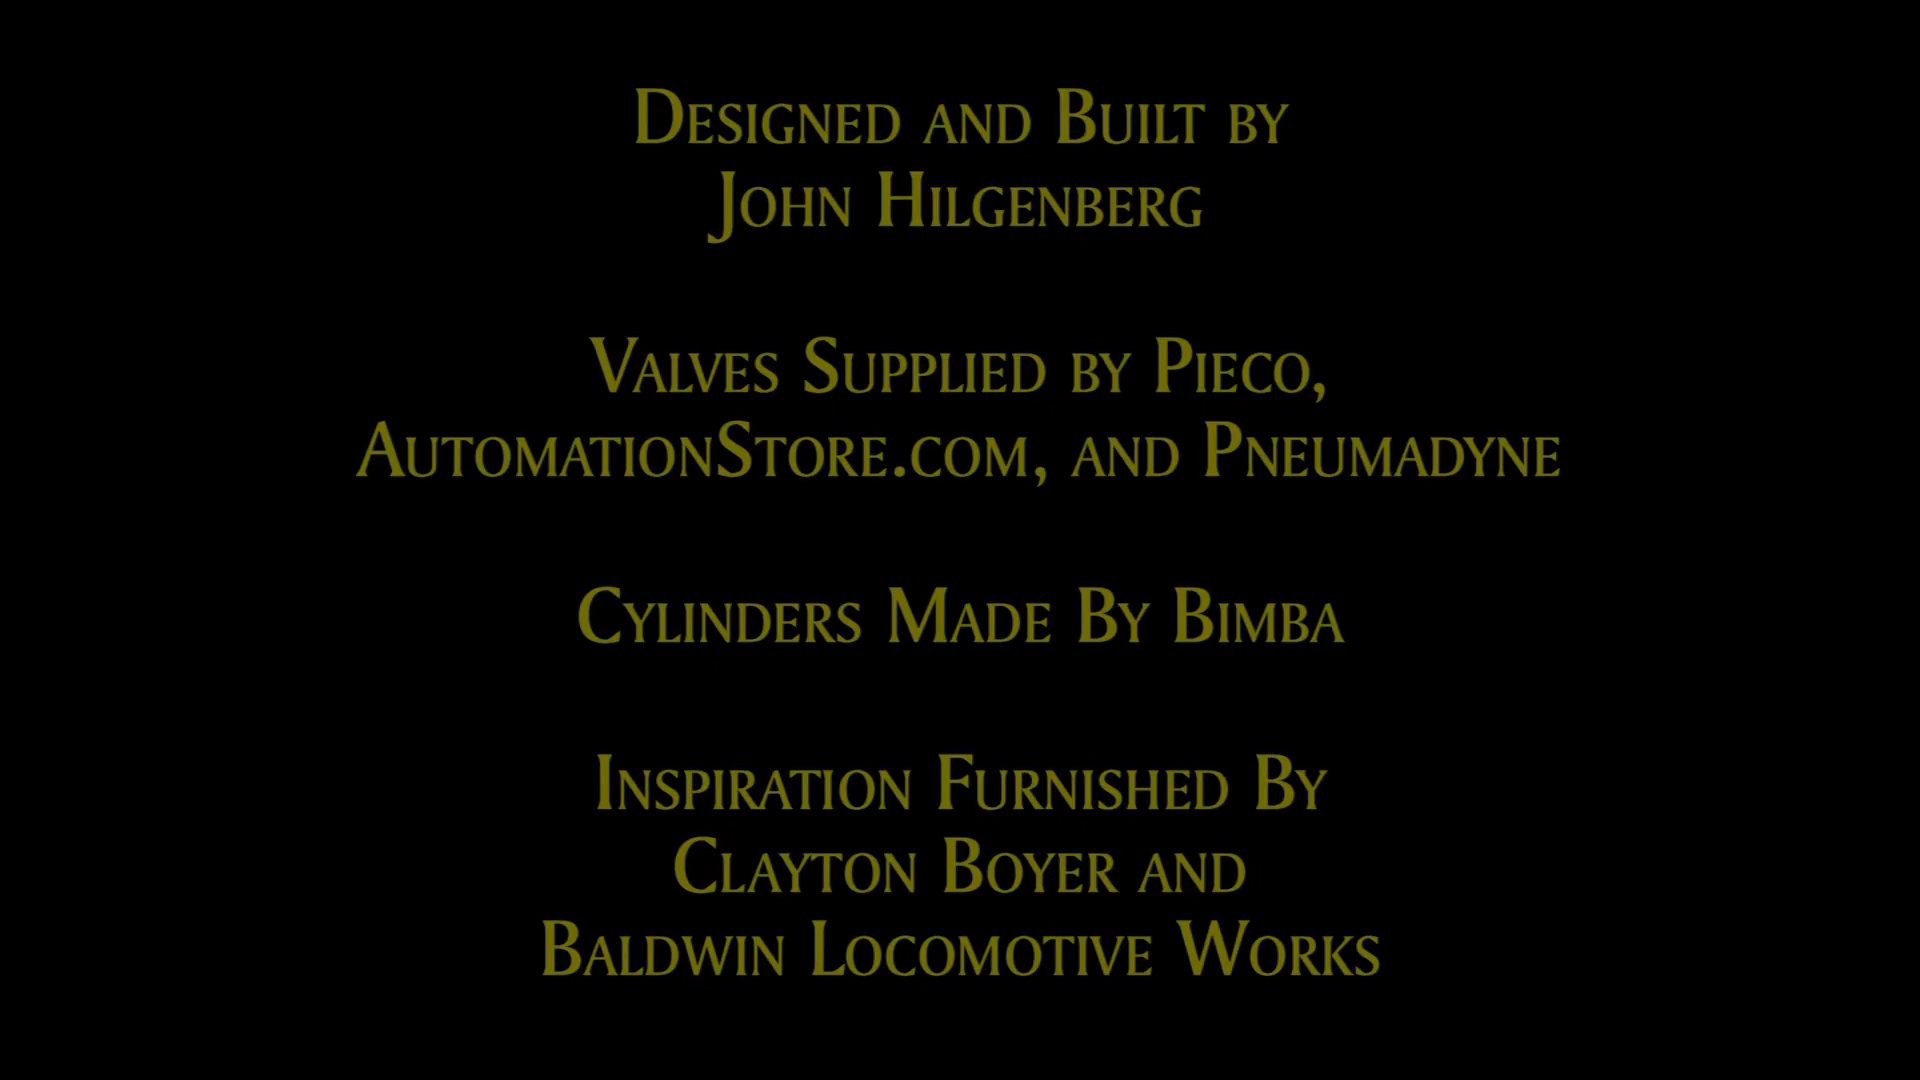 Designed and Built by
John Hilgenberg
Valves Supplied by Pieco,
AutomationStore.com, and Pneumadyne
Cylinders Made By Bimba
Inspiration Furnished By
Clayton Boyer and
Baldwin Locomotive Works